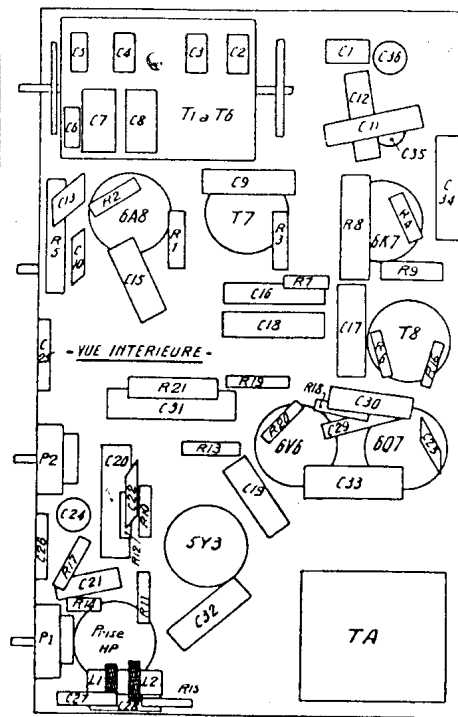 C5 C4 C3 C2 C1 C36
C12
T1 a T6
C6 C7 C8 C11
C35
C9 C34
C13 R2
6A8 T7 R8 R4
R5 R1 R3 6K7
C10
C15 R7 R9
C16
C18 C17 T8
C25
- VUE INTERIEURE -
R16
R21 R19
C31 R18 C30
R20 C29
6V6 6Q7 C23
P2 R13
C20 C22 C19 C33
R10
C24 5Y3
R12
R17
C21
R14 R11 C32
P1 Prise
HP TA
L1 L2
C27 C28 R15